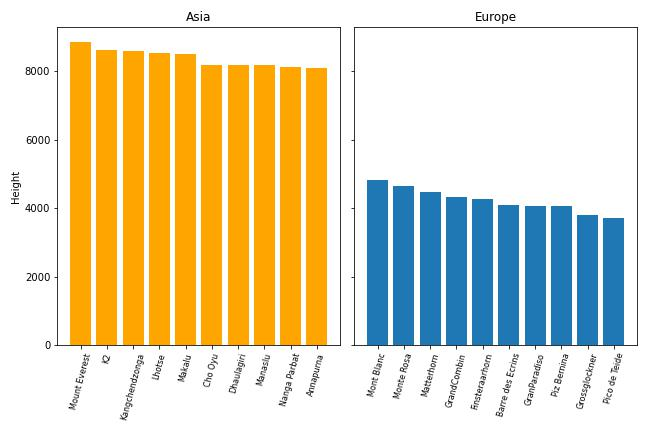 Asia
Europe
Height
8000
6000
4000
2000
0
Mount Everest
K2
Kangchendzonga
Lhotse
Makalu
Cho Oyu
Dhaulagiri
Manaslu
Nanga Parbat
Annapurna
Mont Blanc
Monte Rosa
Matterhorn
GrandCombin
Finsteraarhorn
Barre des Ecrins
GranParadiso
Piz Bernina
Grossglockner
Pico de Teide